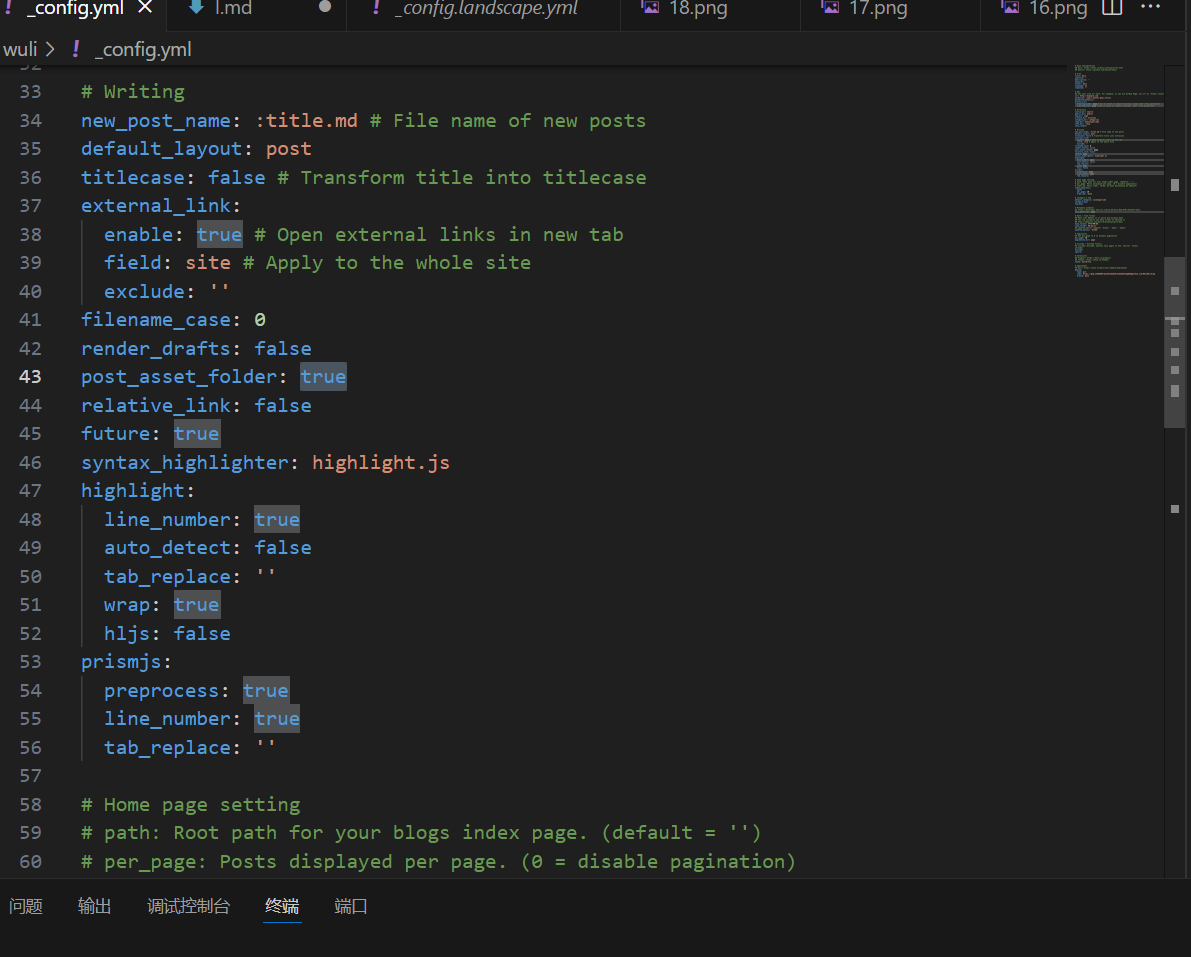 ! _config.yml × l.md ● ! _config.landscape.yml 18.png 17.png 16.png ···
wuli > ! _config.yml
32
33 # Writing
34 new_post_name: :title.md # File name of new posts
35 default_layout: post
36 titlecase: false # Transform title into titlecase
37 external_link:
38 enable: true # Open external links in new tab
39 field: site # Apply to the whole site
40 exclude: ''
41 filename_case: 0
42 render_drafts: false
43 post_asset_folder: true
44 relative_link: false
45 future: true
46 syntax_highlighter: highlight.js
47 highlight:
48 line_number: true
49 auto_detect: false
50 tab_replace: ''
51 wrap: true
52 hljs: false
53 prismjs:
54 preprocess: true
55 line_number: true
56 tab_replace: ''
57
58 # Home page setting
59 # path: Root path for your blogs index page. (default = '')
60 # per_page: Posts displayed per page. (0 = disable pagination)
问题 输出 调试控制台 终端 端口